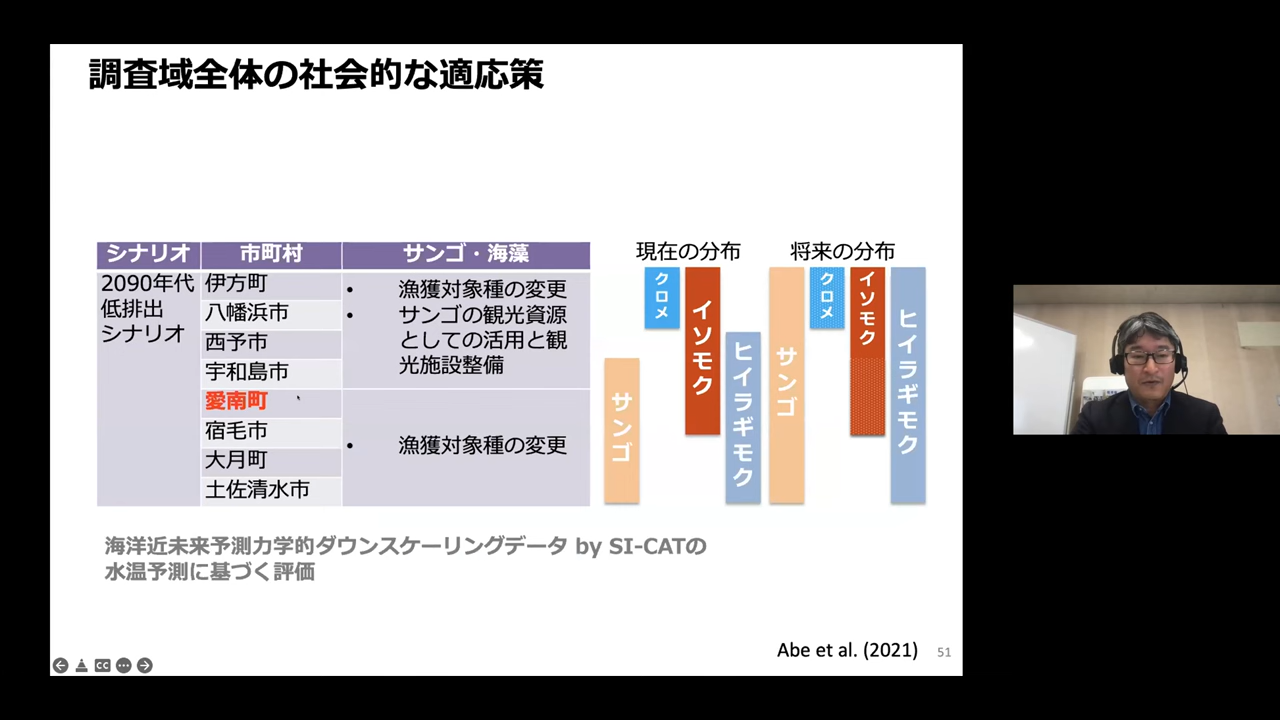 調査域全体の社会的な適応策
シナリオ
市町村
サンゴ・海藻
2090年代
低排出
シナリオ
伊方町
八幡浜市
西予市
宇和島市
愛南町
宿毛市
大月町
土佐清水市
• 漁獲対象種の変更
• サンゴの観光資源
としての活用と観
光施設整備
• 漁獲対象種の変更
現在の分布
サンゴ
クロメ
イソモク
ヒイラギモク
将来の分布
サンゴ
クロメ
イソモク
ヒイラギモク
海洋近未来予測力学的ダウンスケーリングデータ by SI-CATの
水温予測に基づく評価
Abe et al. (2021)
51
CC